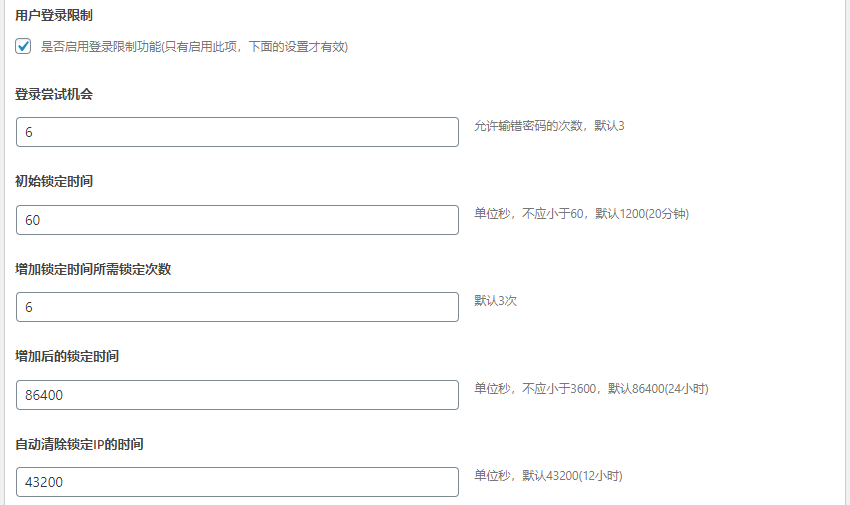 用户登录限制
是否启用登录限制功能(只有启用此项，下面的设置才有效)
登录尝试机会
6
允许输错密码的次数，默认3
初始锁定时间
60
单位秒，不应小于60，默认1200(20分钟)
增加锁定时间所需锁定次数
6
默认3次
增加后的锁定时间
86400
单位秒，不应小于3600，默认86400(24小时)
自动清除锁定IP的时间
43200
单位秒，默认43200(12小时)